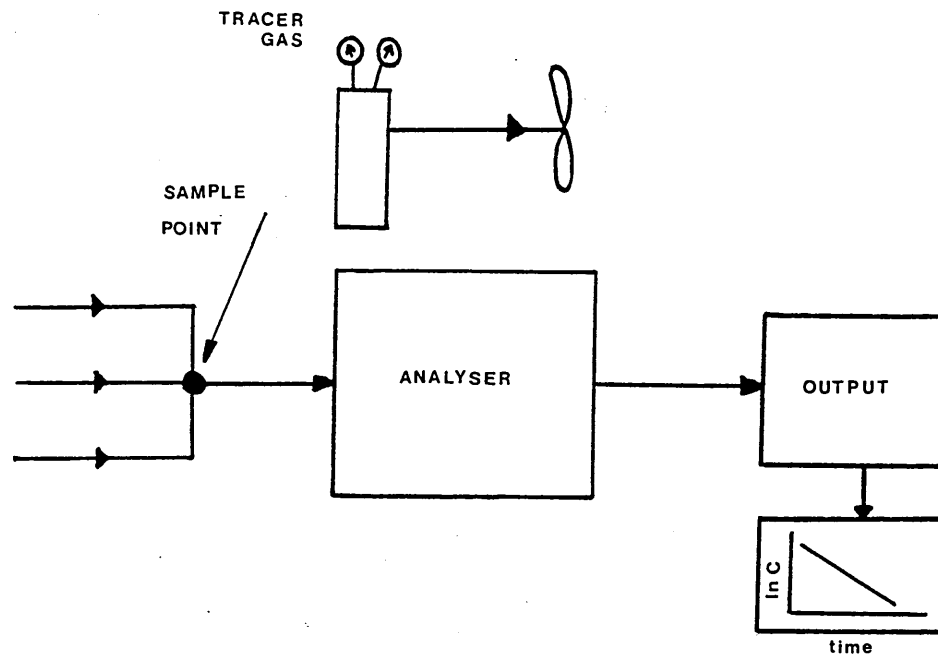 TRACER
GAS
SAMPLE
POINT
ANALYSER
OUTPUT
ln C
time